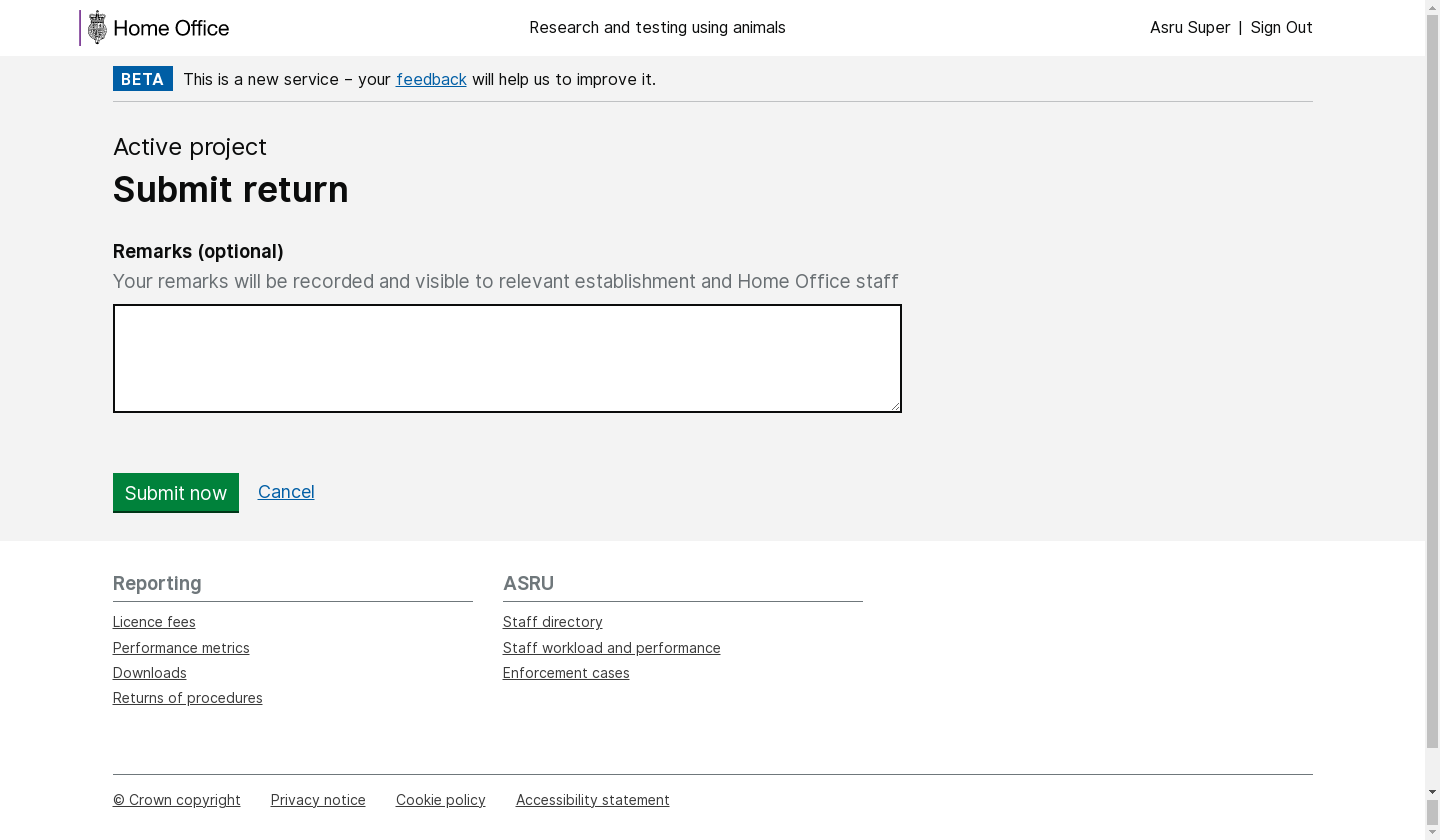 Home Office
Research and testing using animals
Asru Super | Sign Out
BETA This is a new service – your feedback will help us to improve it.
Active project
Submit return
Remarks (optional)
Your remarks will be recorded and visible to relevant establishment and Home Office staff
Submit now Cancel
Reporting
Licence fees
Performance metrics
Downloads
Returns of procedures
ASRU
Staff directory
Staff workload and performance
Enforcement cases
© Crown copyright Privacy notice Cookie policy Accessibility statement